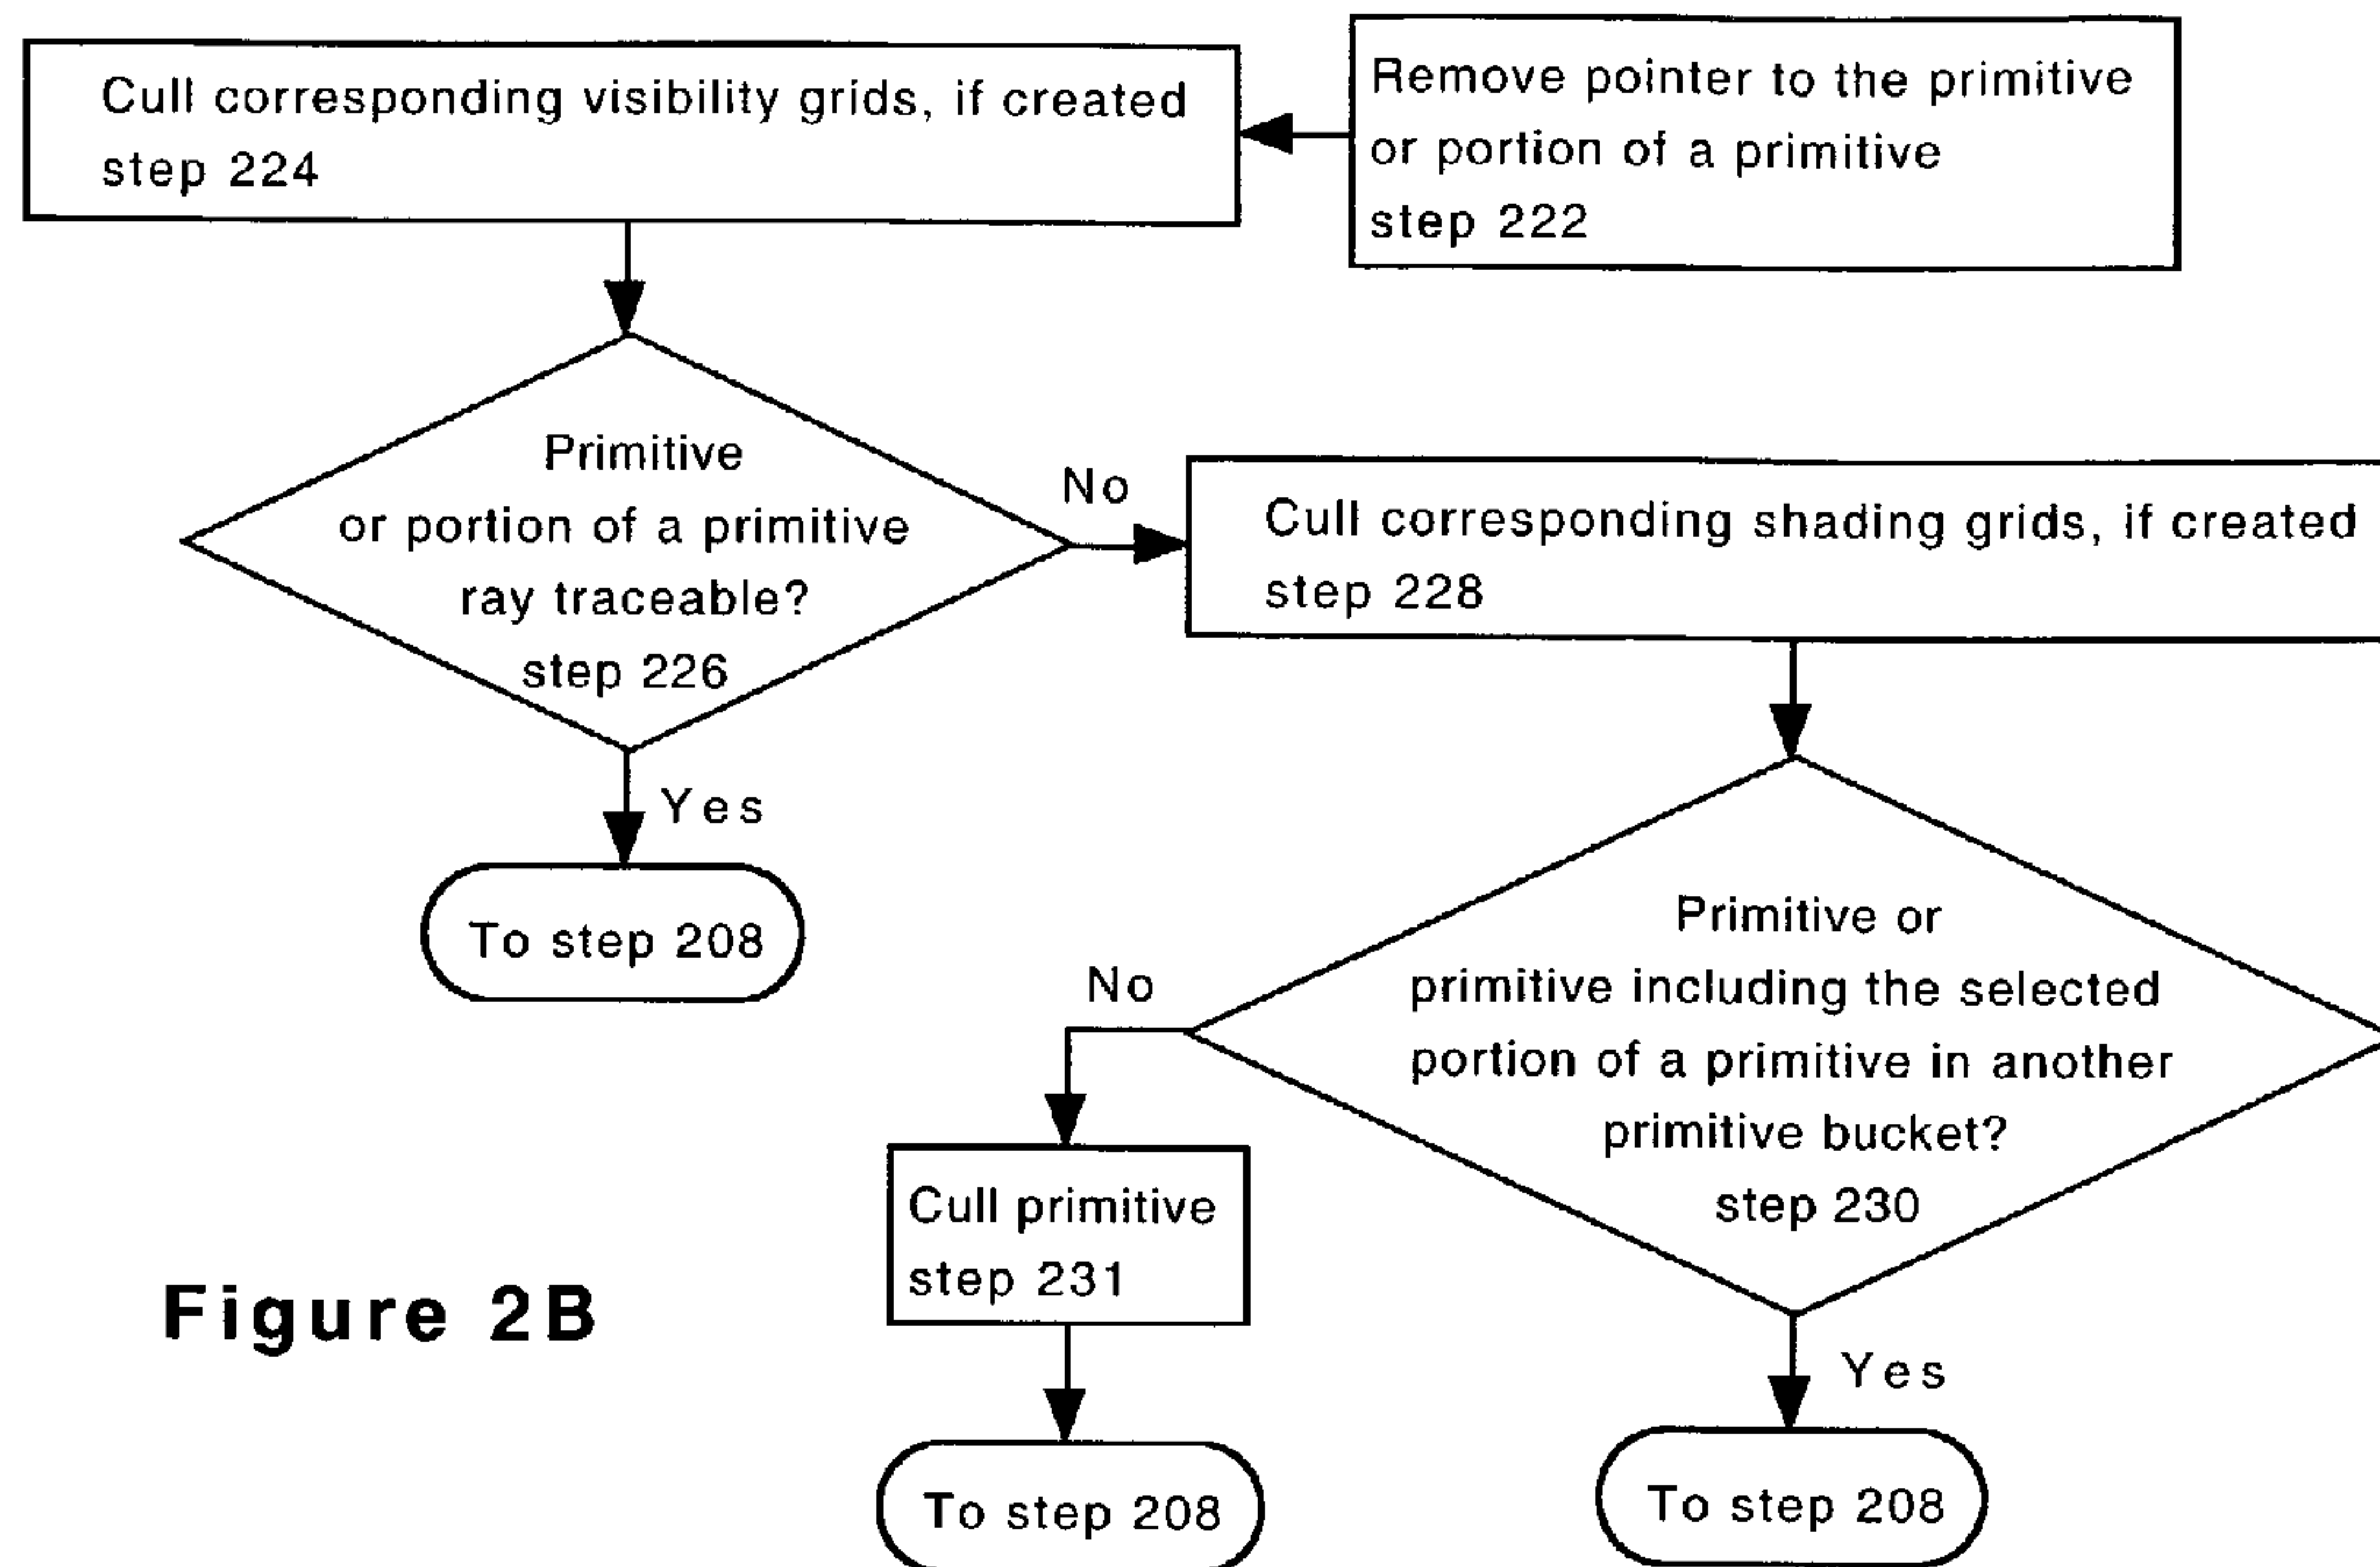 Remove pointer to the primitive
or portion of a primitive
step 222
Cull corresponding visibility grids, if created
step 224
Primitive
or portion of a primitive
ray traceable?
step 226
No
Yes
To step 208
Cull corresponding shading grids, if created
step 228
Primitive or
primitive including the selected
portion of a primitive in another
primitive bucket?
step 230
No
Cull primitive
step 231
To step 208
Yes
To step 208
Figure 2B